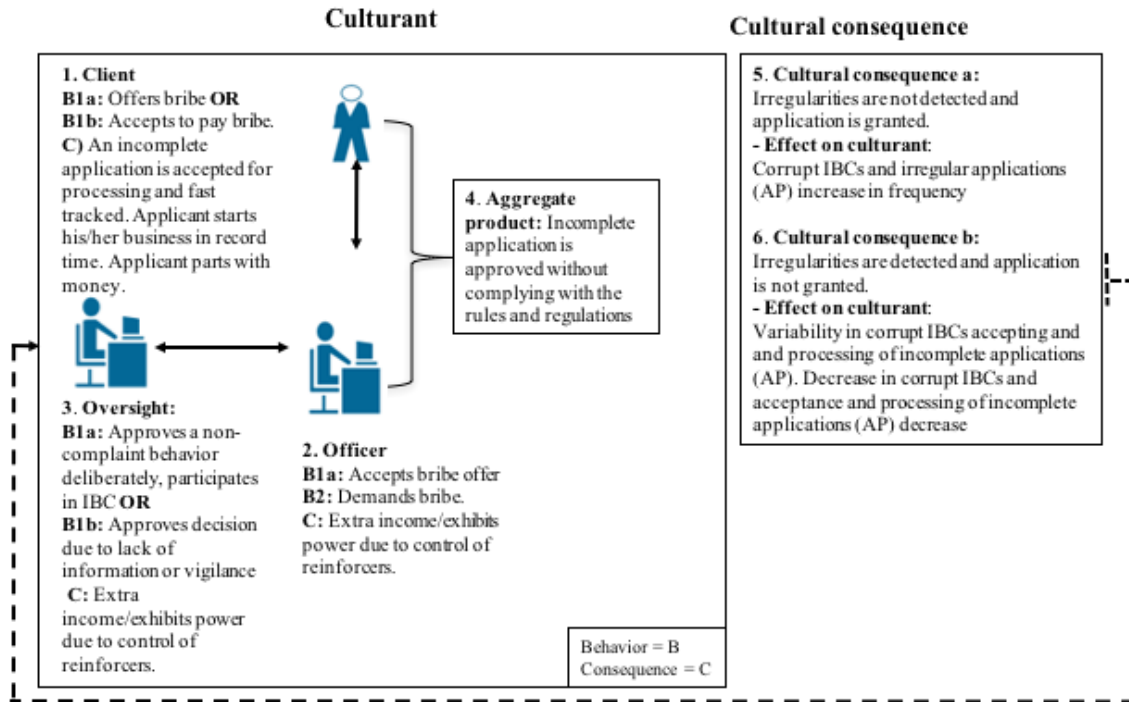 Culturant
Cultural consequence
1. Client
B1a: Offers bribe OR
B1b: Accepts to pay bribe.
C) An incomplete
application is accepted for
processing and fast
tracked. Applicant starts
his/her business in record
time. Applicant parts with
money.
3. Oversight:
B1a: Approves a non-
complaint behavior
deliberately, participates
in IBC OR
B1b: Approves decision
due to lack of
information or vigilance
C: Extra
income/exhibits power
due to control of
reinforcers.
2. Officer
B1a: Accepts bribe offer
B2: Demands bribe.
C: Extra income/exhibits
power due to control of
reinforcers.
4. Aggregate
product: Incomplete
application is
approved without
complying with the
rules and regulations
Behavior = B
Consequence = C
5. Cultural consequence a:
Irregularities are not detected and
application is granted.
- Effect on culturant:
Corrupt IBCs and irregular applications
(AP) increase in frequency
6. Cultural consequence b:
Irregularities are detected and application
is not granted.
- Effect on culturant:
Variability in corrupt IBCs accepting and
and processing of incomplete applications
(AP). Decrease in corrupt IBCs and
acceptance and processing of incomplete
applications (AP) decrease